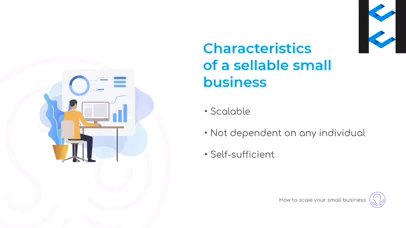 Characteristics
of a sellable small
business
• Scalable
• Not dependent on any individual
• Self-sufficient
How to scale your small business